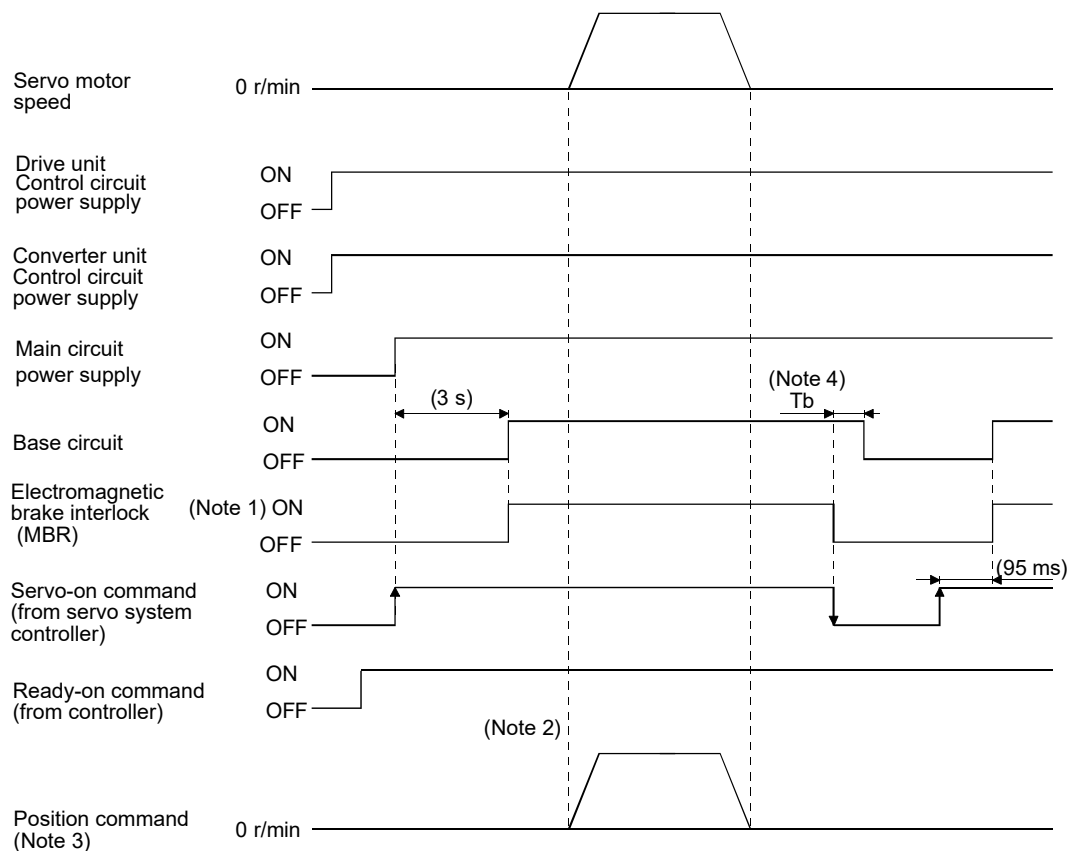 Servo motor
speed
0 r/min
Drive unit
Control circuit
power supply
ON
OFF
Converter unit
Control circuit
power supply
ON
OFF
Main circuit
power supply
ON
OFF
(3 s)
(Note 4)
Tb
Base circuit
ON
OFF
Electromagnetic
brake interlock
(MBR)
(Note 1) ON
OFF
(95 ms)
Servo-on command
(from servo system
controller)
ON
OFF
Ready-on command
(from controller)
ON
OFF
(Note 2)
Position command
(Note 3)
0 r/min